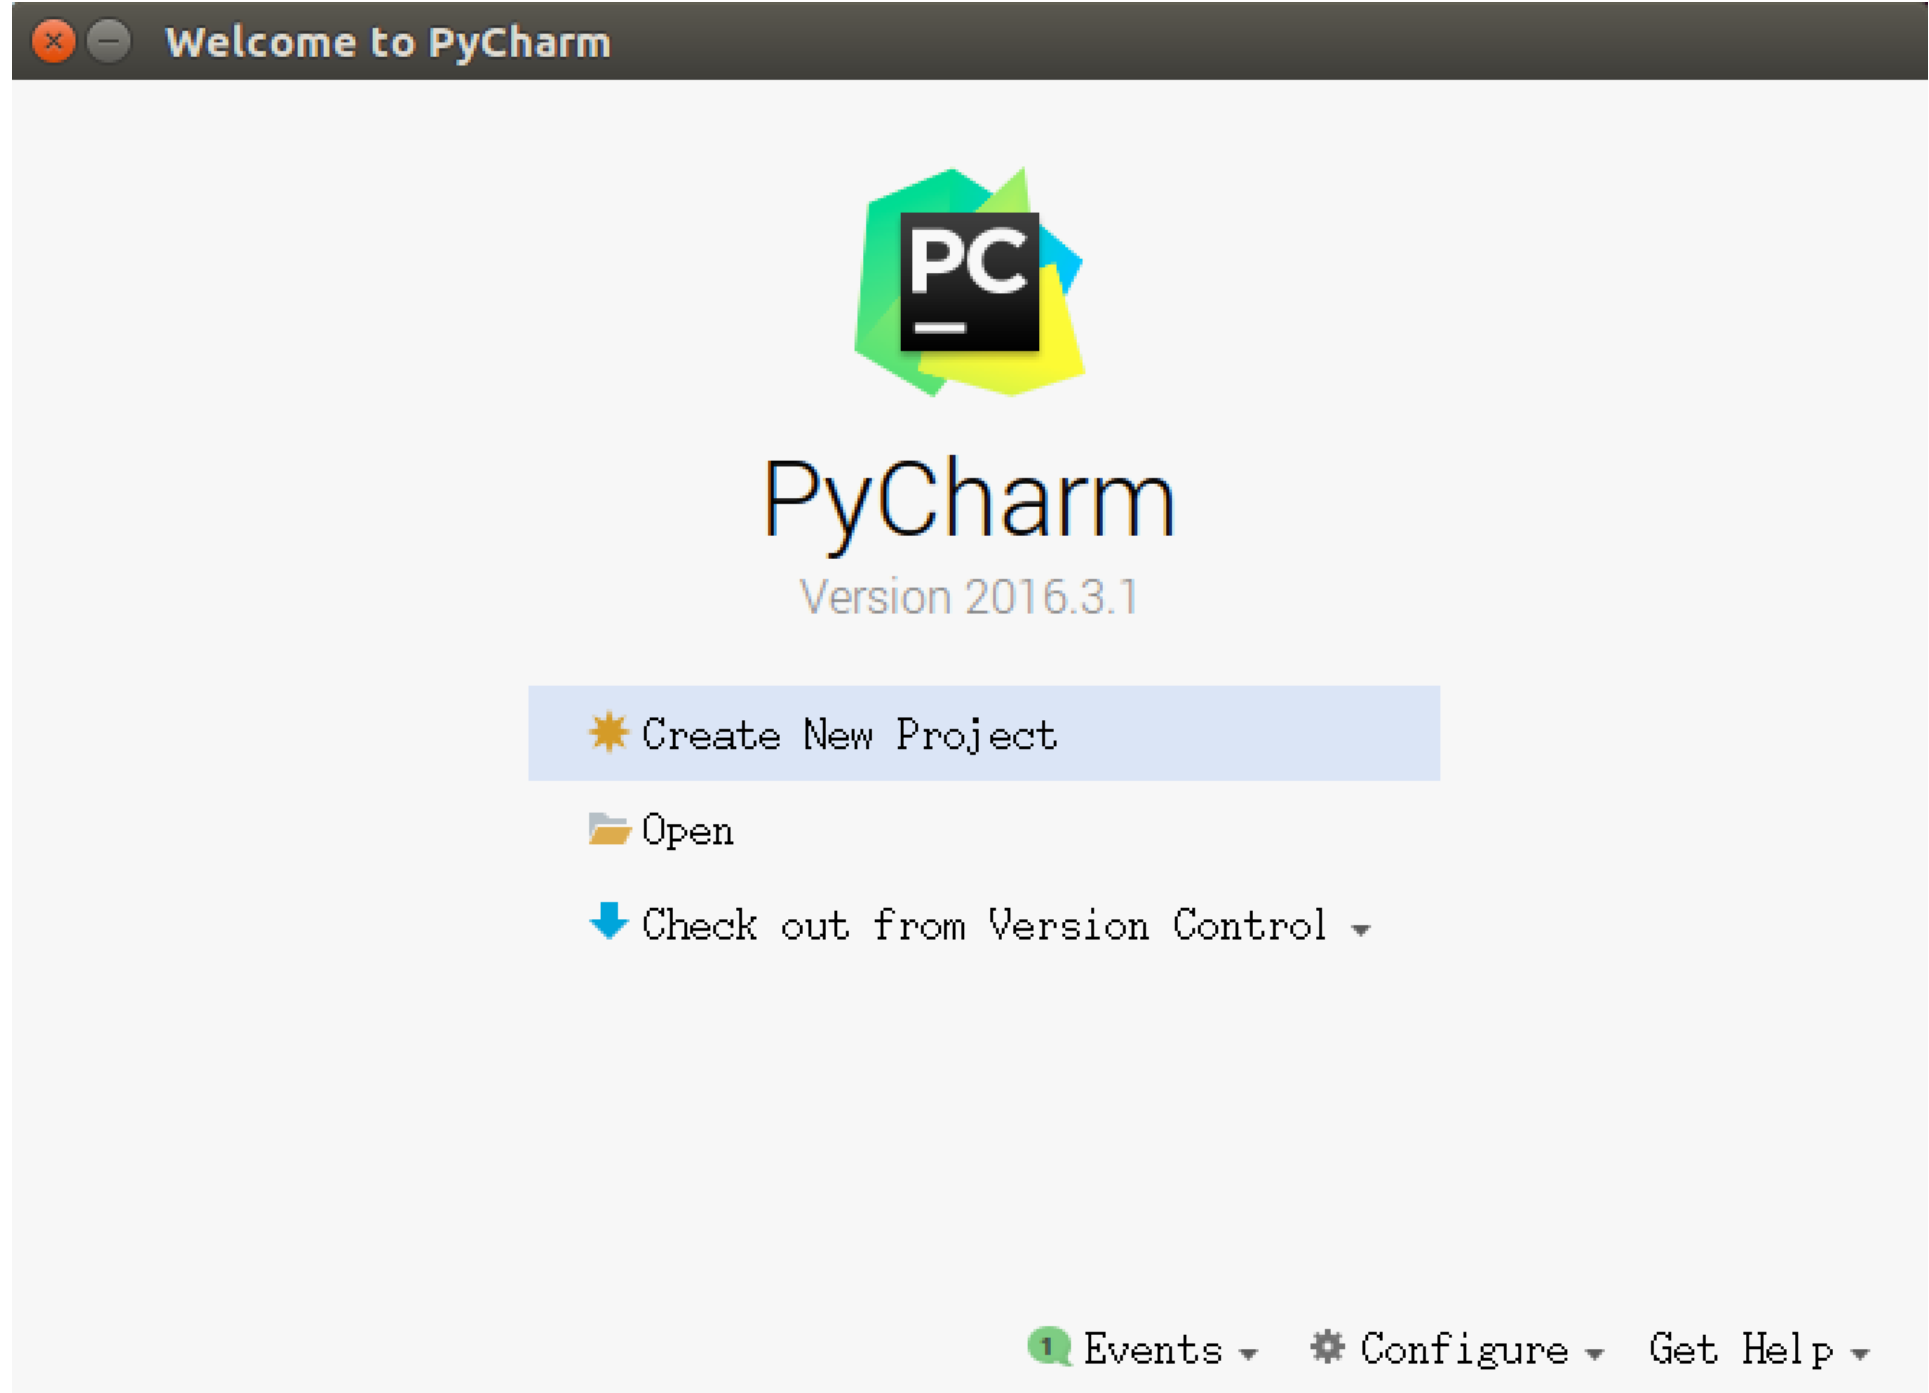 Welcome to PyCharm
PC
PyCharm
Version 2016.3.1
Create New Project
Open
Check out from Version Control
1 Events Configure Get Help